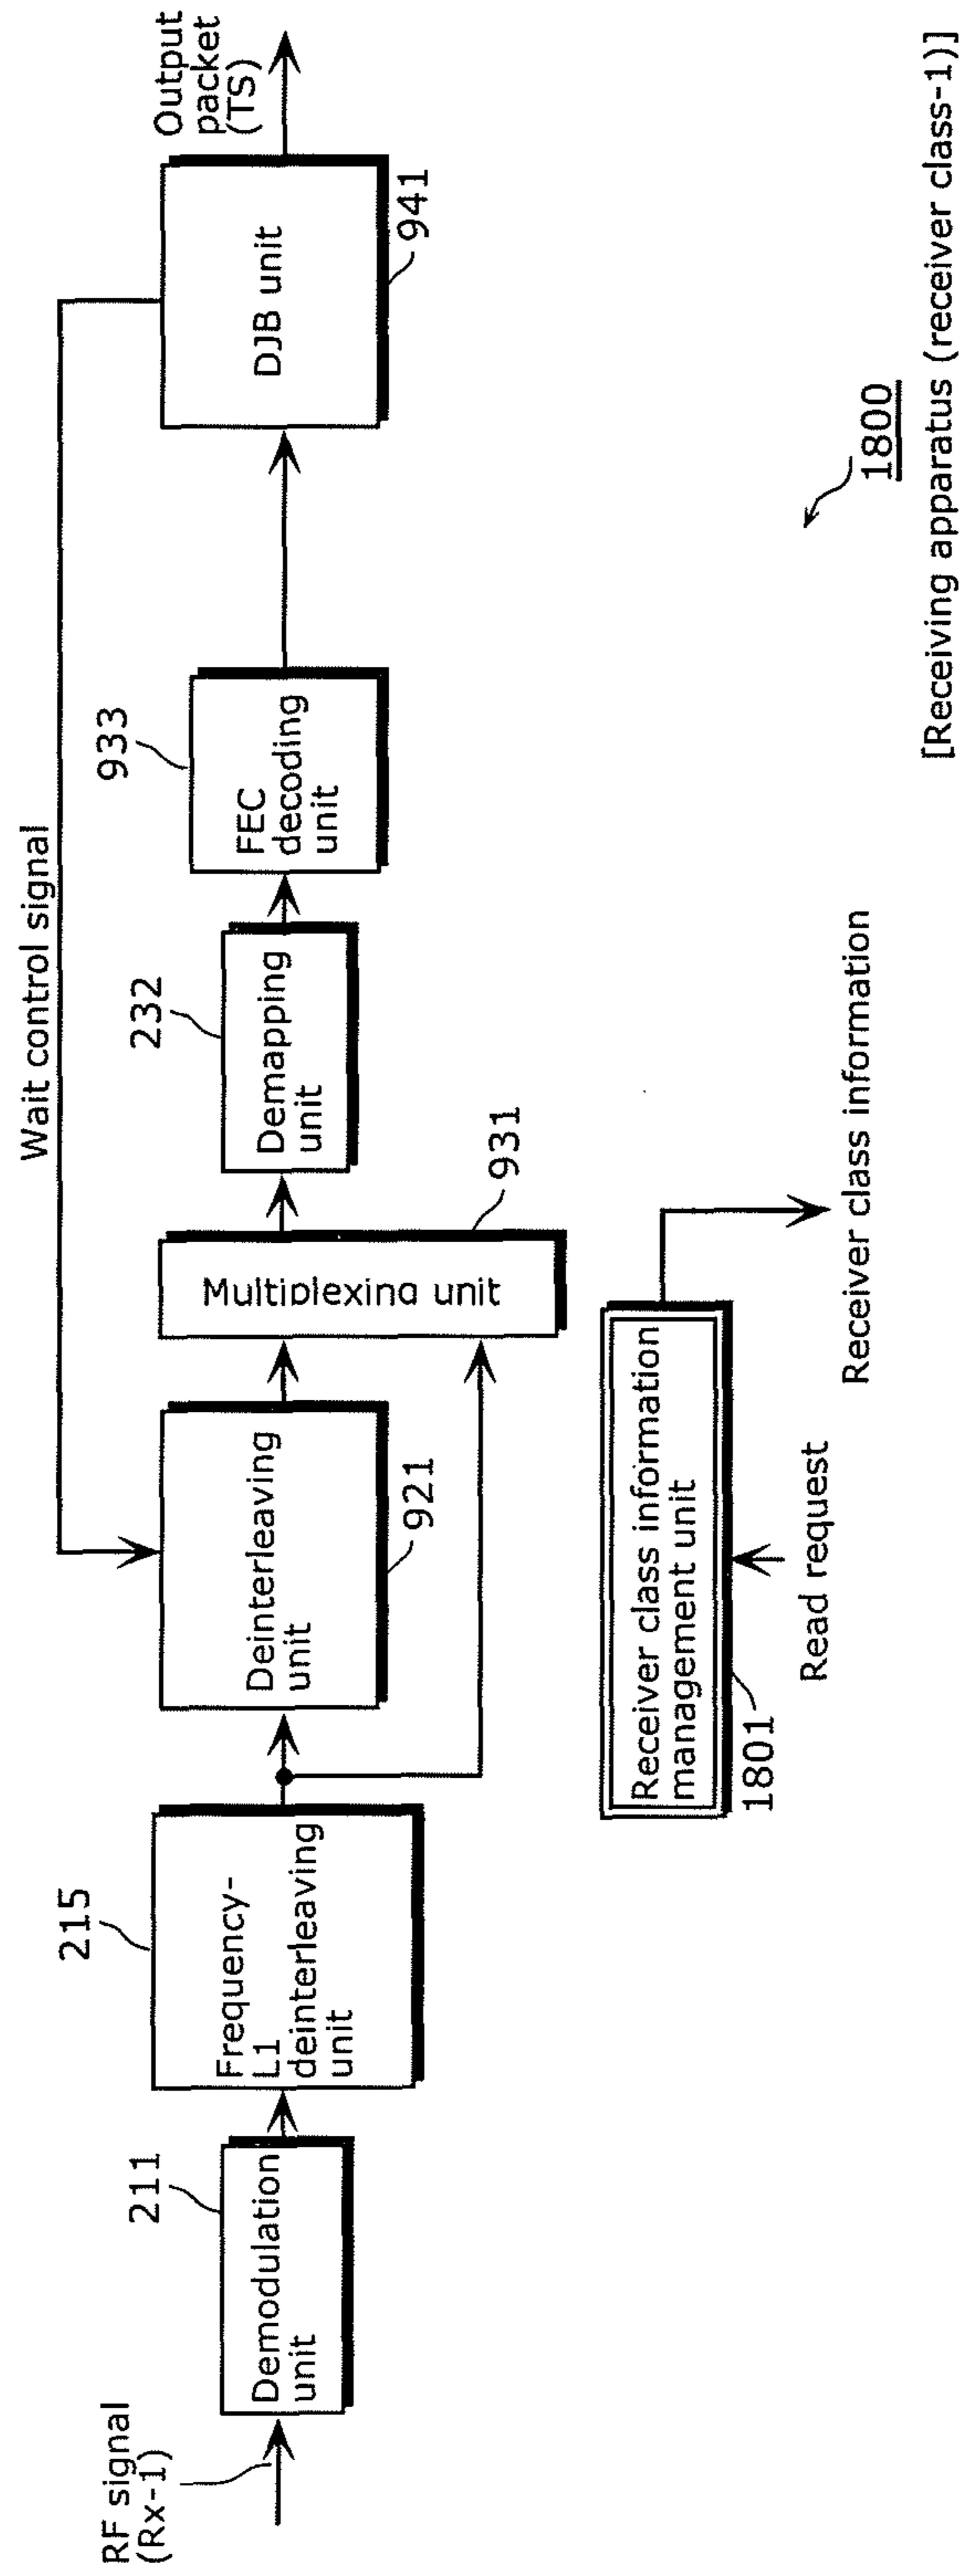 Wait control signal
RF signal
(Rx-1)
211
Demodulation
unit
215
Frequency-
L1
deinterleaving
unit
Deinterleaving
unit
921
Multiplexing unit
931
232
Demapping
unit
933
FEC
decoding
unit
DJB unit
941
Output
packet
(TS)
Receiver class information
management unit
1801
Read request
Receiver class information
1800
[Receiving apparatus (receiver class-1)]